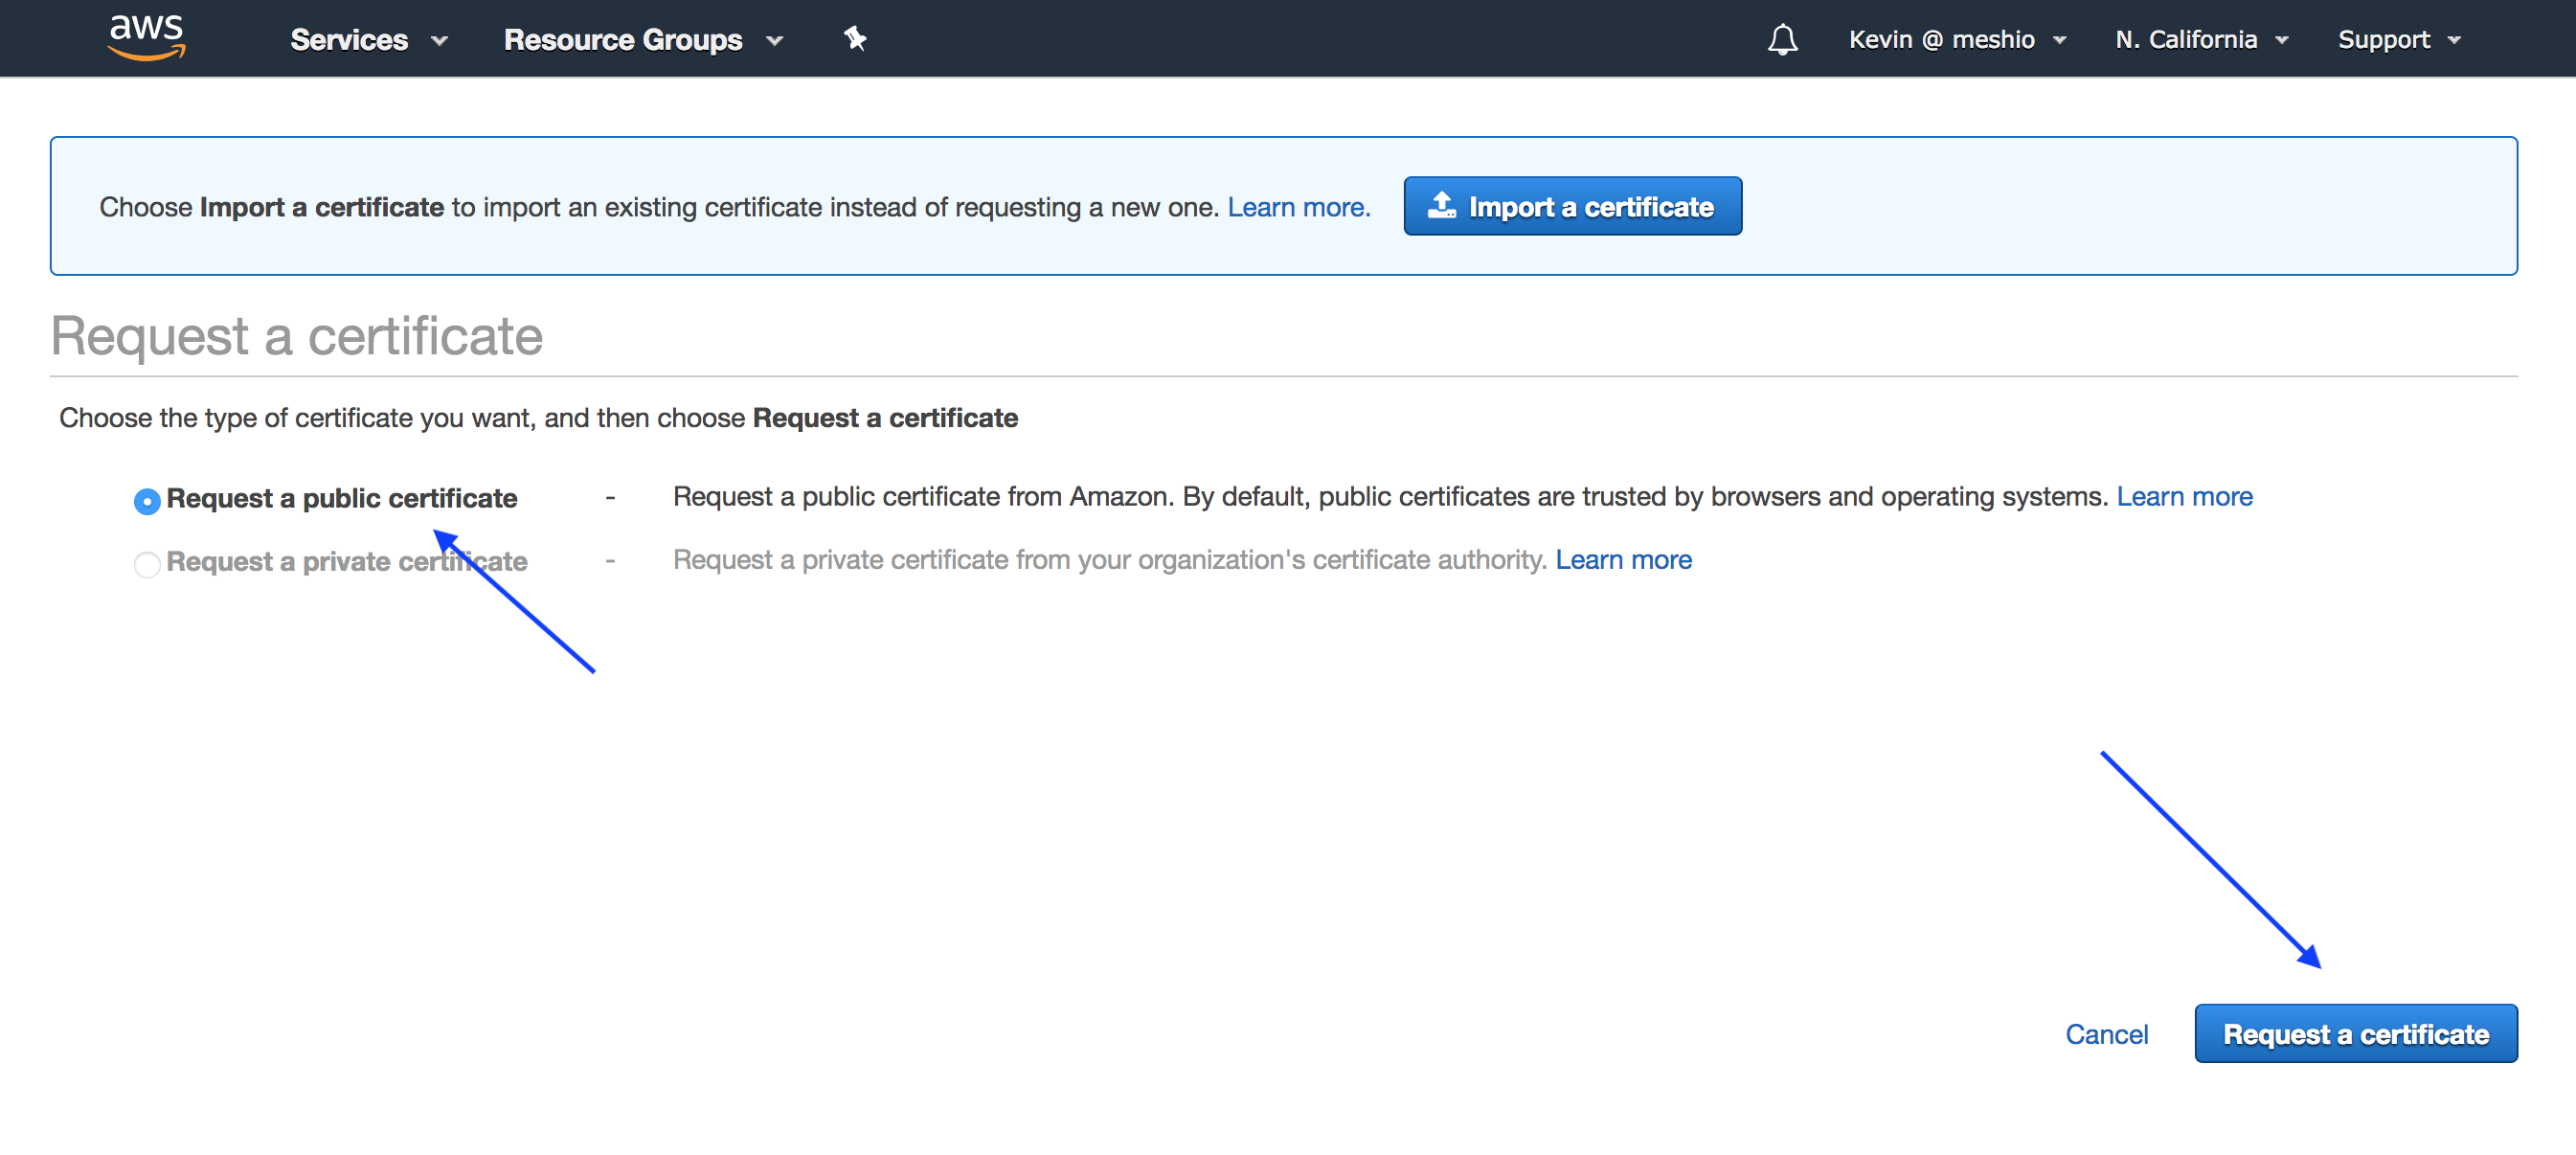 aws Services Resource Groups Kevin @ meshio N. California Support
Choose Import a certificate to import an existing certificate instead of requesting a new one. Learn more. Import a certificate
Request a certificate
Choose the type of certificate you want, and then choose Request a certificate
Request a public certificate - Request a public certificate from Amazon. By default, public certificates are trusted by browsers and operating systems. Learn more
Request a private certificate - Request a private certificate from your organization's certificate authority. Learn more
Cancel Request a certificate